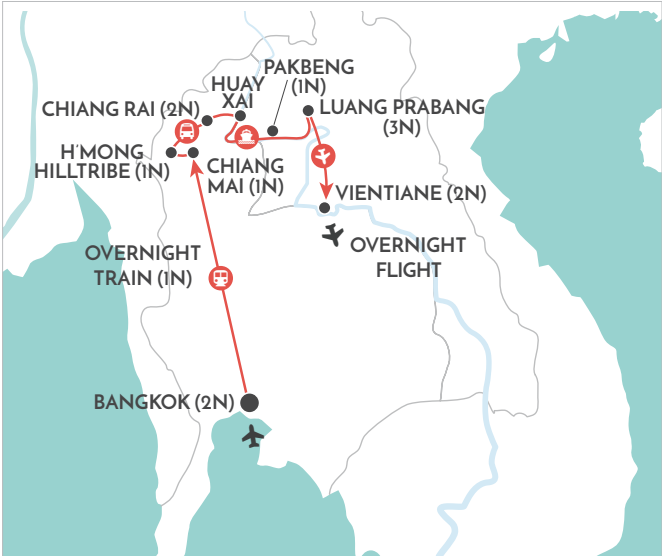 PAKBENG
(1N)
HUAY
XAI
CHIANG RAI (2N)
LUANG PRABANG
(3N)
H'MONG
HILLTRIBE (1N)
CHIANG
MAI (1N)
VIENTIANE (2N)
OVERNIGHT
FLIGHT
OVERNIGHT
TRAIN (1N)
BANGKOK (2N)